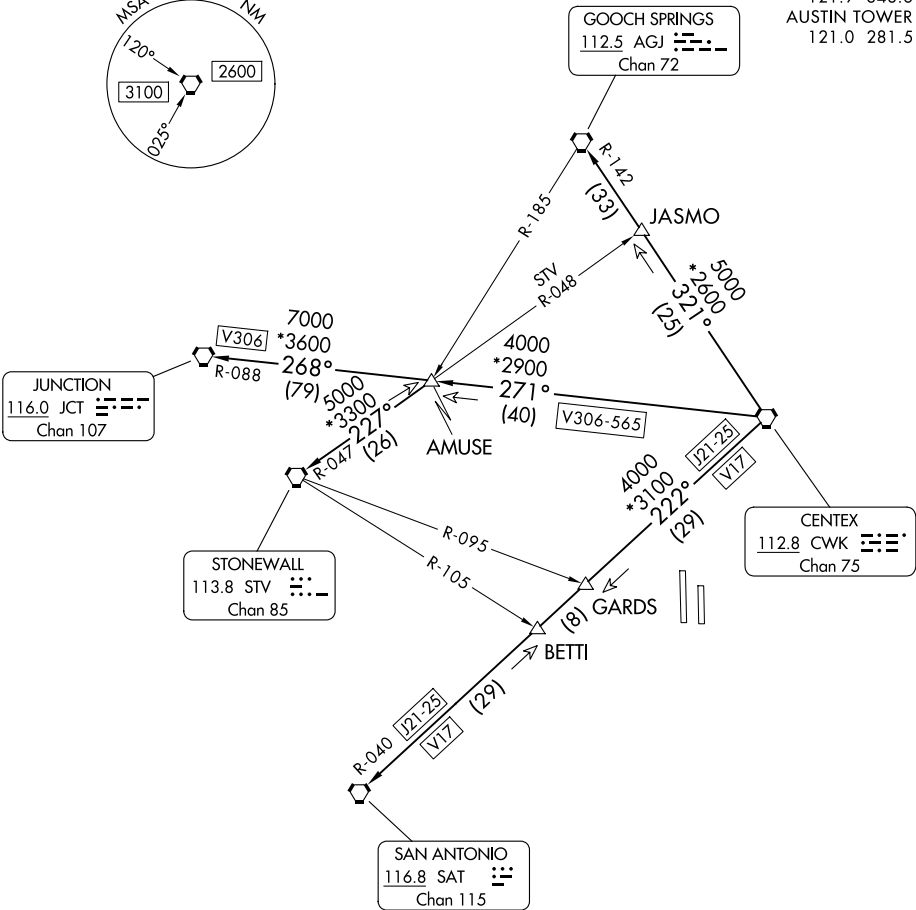 MSA
NM
120°
3100
2600
025°
AUSTIN TOWER
121.0 281.5
GOOCH SPRINGS
112.5 AGJ
Chan 72
R-142
(33)
JASMO
R-185
STV
R-048
5000
*2600
321°
(25)
7000
V306 *3600
268°
R-088
(79)
4000
*2900
271°
(40)
V306-565
JUNCTION
116.0 JCT
Chan 107
5000
*3300
227°
R-047 (26)
AMUSE
J21-25
V17
4000
*3100
222°
(29)
CENTEX
112.8 CWK
Chan 75
STONEWALL
113.8 STV
Chan 85
R-095
R-105
GARDS
(8)
BETTI
(29)
J21-25
V17
R-040
SAN ANTONIO
116.8 SAT
Chan 115